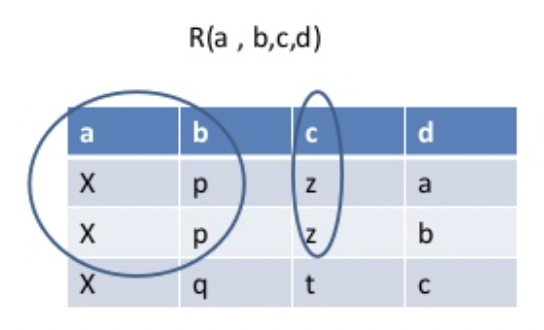 R(a , b,c,d)
a b c d
X p z a
X p z b
X q t c